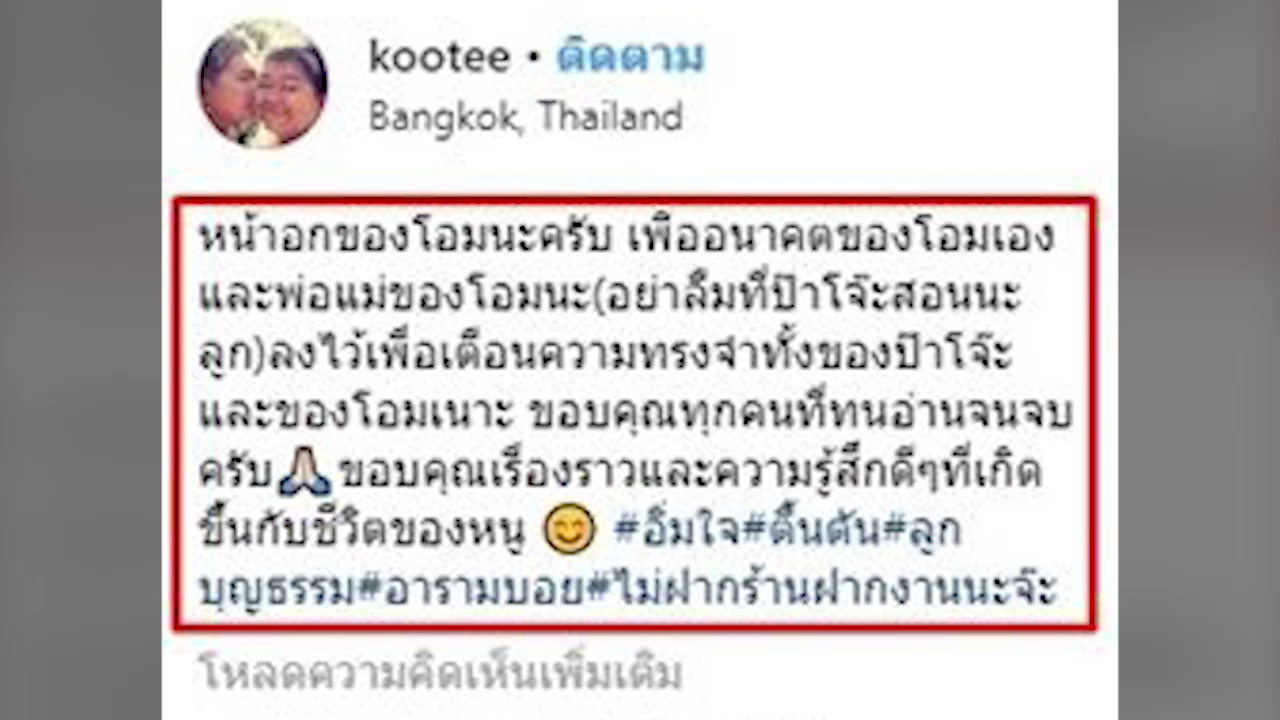 kootee • ติดตาม
Bangkok, Thailand
หน้าอกของโอมนะครับ เพื่ออนาคตของโอมเอง
และพ่อแม่ของโอมนะ(อย่าลืมที่ป๊าโจ๊ะสอนนะ
ลูก)ลงไว้เพื่อเตือนความทรงจำทั้งของป๊าโจ๊ะ
และของโอมเนาะ ขอบคุณทุกคนที่ทนอ่านจนจบ
ครับ🙏🏻ขอบคุณเรื่องราวและความรู้สึกดีๆที่เกิด
ขึ้นกับชีวิตของหนู 😊 #อิ่มใจ#ตื้นตัน#ลูก
บุญธรรม#อารามบอย#ไม่ฝากร้านฝากงานนะจ๊ะ
โหลดความคิดเห็นเพิ่มเติม